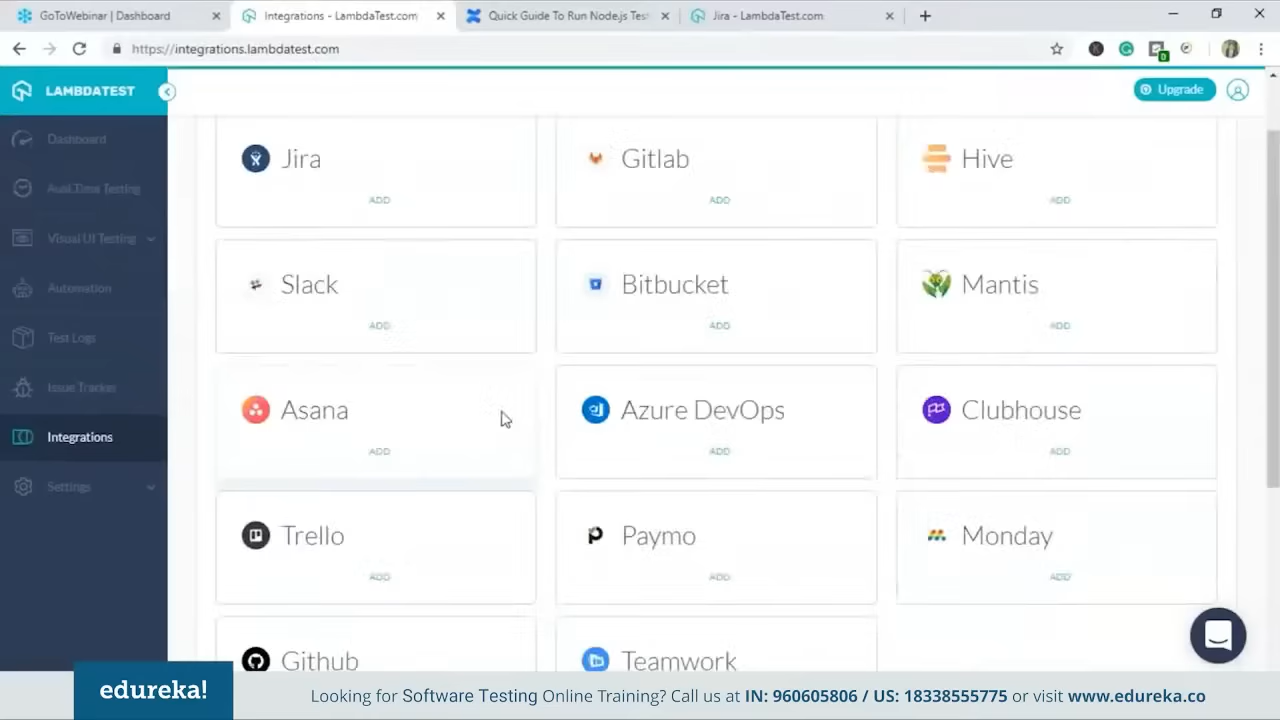 GoToWebinar | Dashboard
Integrations - LambdaTest.com
Quick Guide To Run Node.js Tes
Jira - LambdaTest.com
https://integrations.lambdatest.com
0
LAMBDATEST
Upgrade
Dashboard
Real Time Testing
Visual UI Testing
Automation
Test Logs
Issue Tracker
Integrations
Settings
Jira
ADD
Gitlab
ADD
Hive
ADD
Slack
ADD
Bitbucket
ADD
Mantis
ADD
Asana
ADD
Azure DevOps
ADD
Clubhouse
ADD
Trello
ADD
Paymo
ADD
Monday
ADD
Github
Teamwork
edureka!
Looking for Software Testing Online Training? Call us at IN: 960605806 / US: 18338555775 or visit www.edureka.co